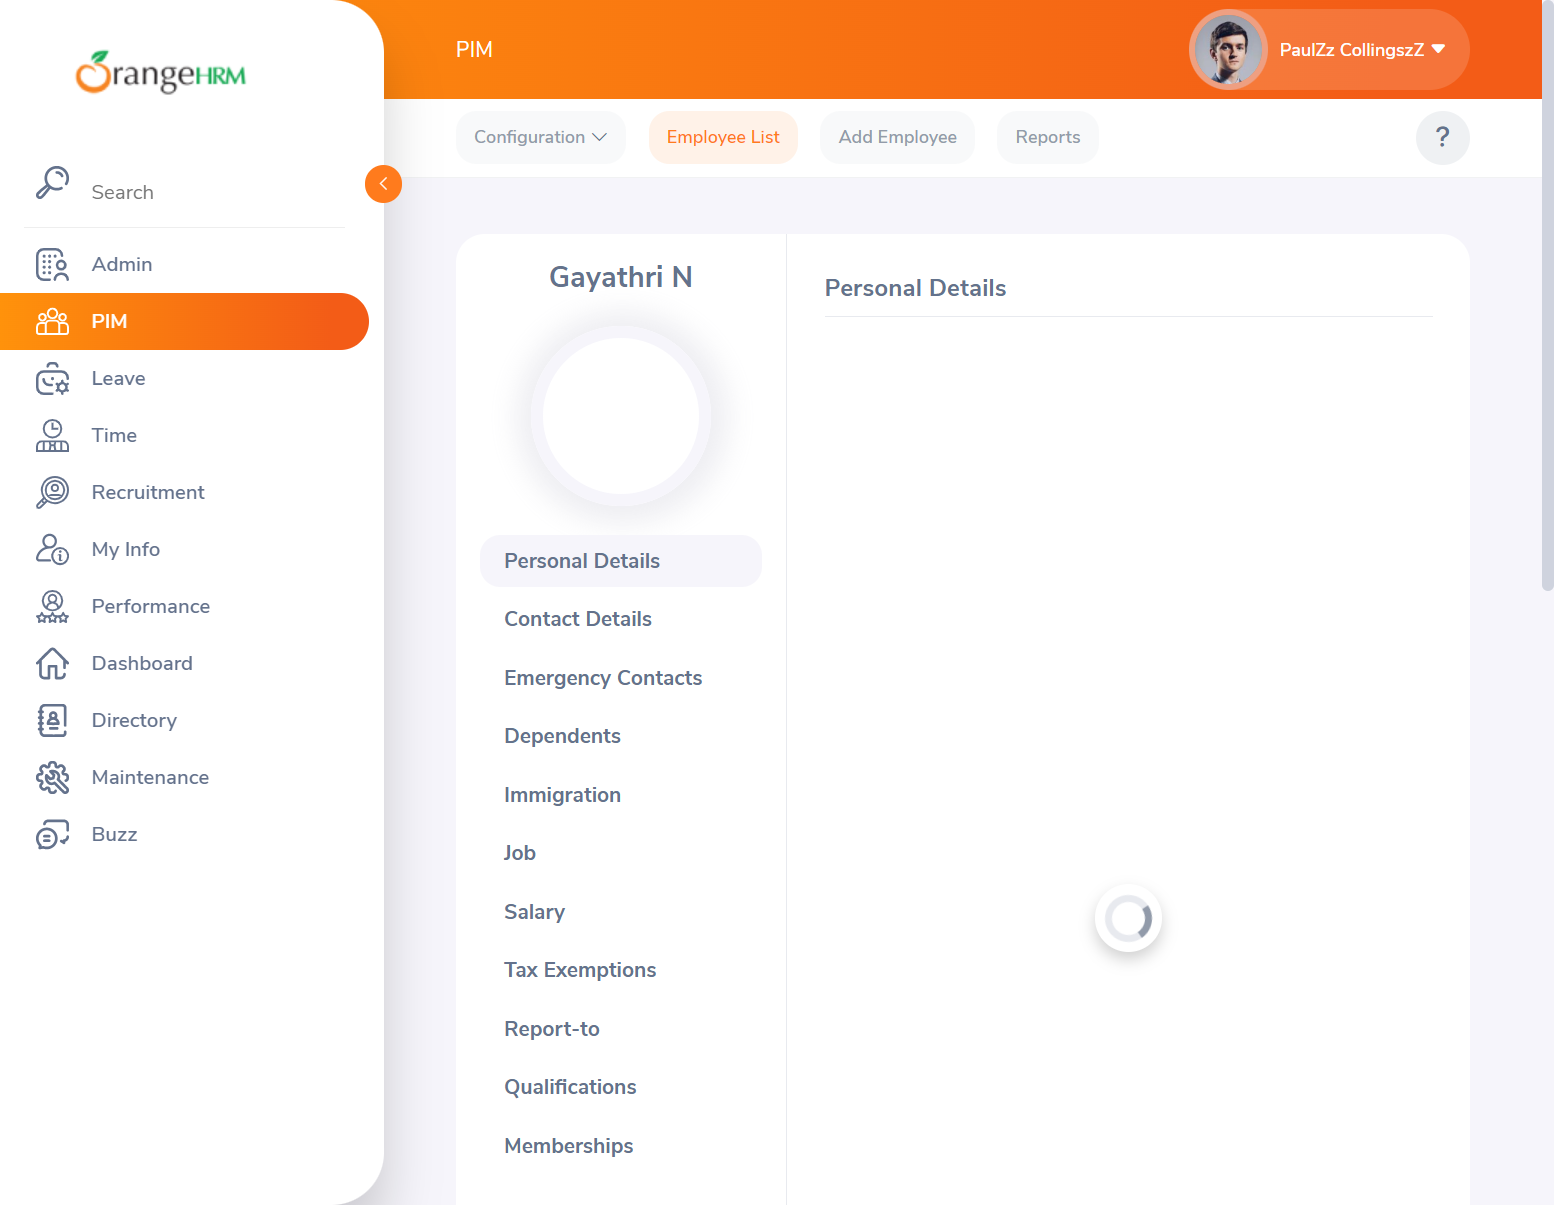 OrangeHRM
Search
Admin
PIM
Leave
Time
Recruitment
My Info
Performance
Dashboard
Directory
Maintenance
Buzz
PIM
PaulZz CollingszZ
Configuration
Employee List
Add Employee
Reports
?
Gayathri N
Personal Details
Contact Details
Emergency Contacts
Dependents
Immigration
Job
Salary
Tax Exemptions
Report-to
Qualifications
Memberships
Personal Details